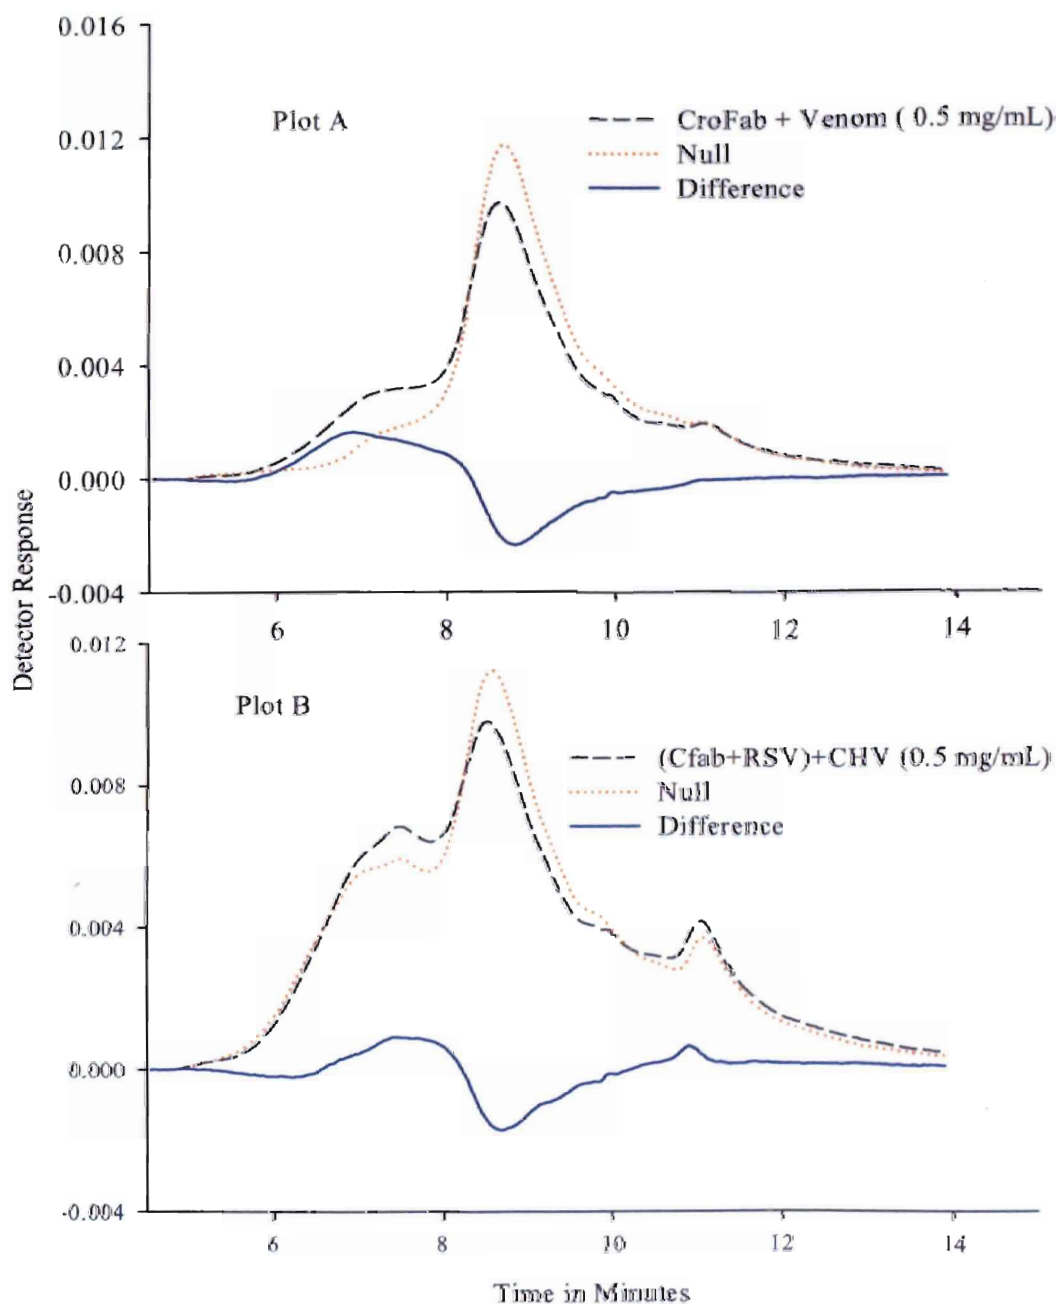 0.016
Plot A
CroFab + Venom ( 0.5 mg/mL)
Null
Difference
0.012
0.008
0.004
0.000
-0.004
6 8 10 12 14
Detector Response
0.012
Plot B
(Cfab+RSV)+CHV (0.5 mg/mL)
Null
Difference
0.008
0.004
0.000
-0.004
6 8 10 12 14
Time in Minutes